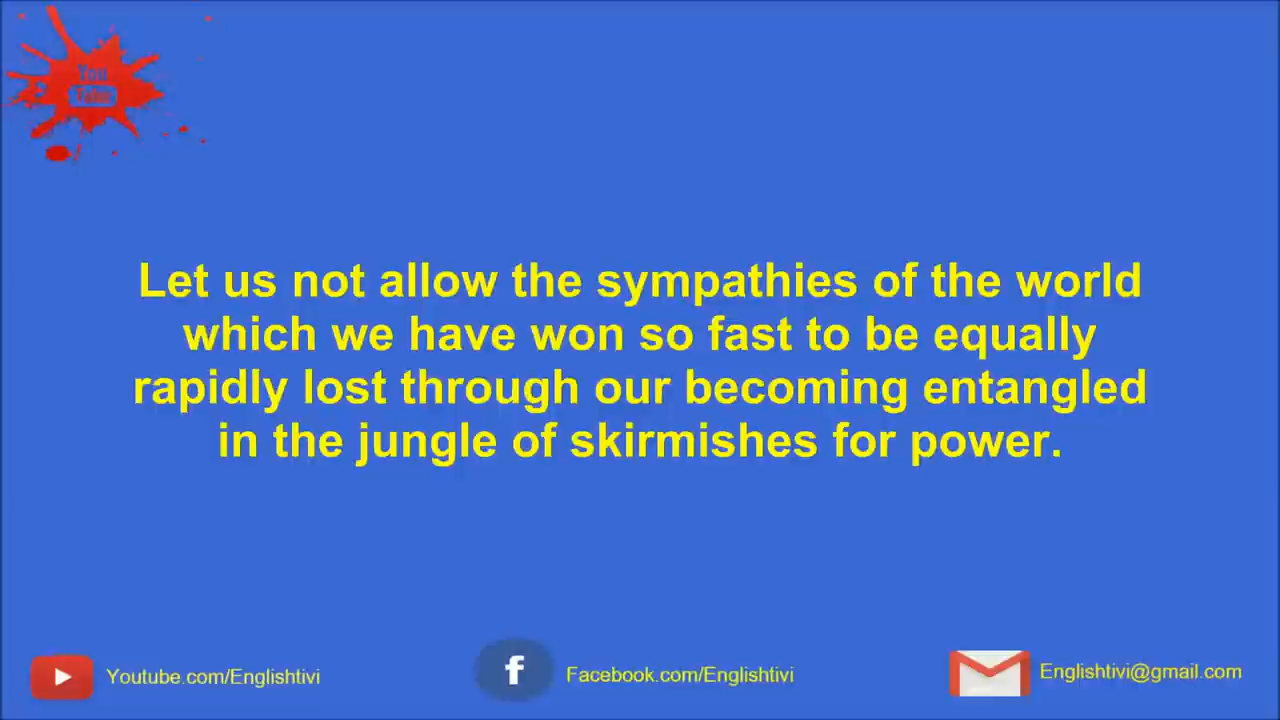 You
Tube
Let us not allow the sympathies of the world
which we have won so fast to be equally
rapidly lost through our becoming entangled
in the jungle of skirmishes for power.
Youtube.com/Englishtivi
f
Facebook.com/Englishtivi
Englishtivi@gmail.com